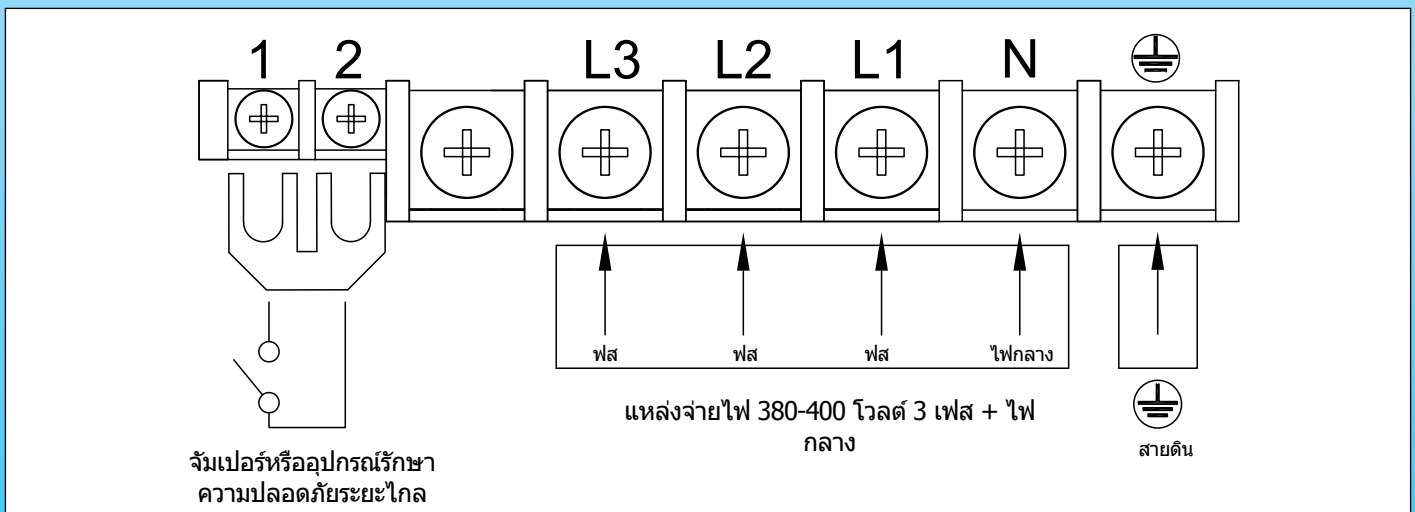 1 2 L3 L2 L1 N
ฟส ฟส ฟส ไฟกลาง
แหล่งจ่ายไฟ 380-400 โวลต์ 3 เฟส + ไฟ
กลาง
สายดิน
จัมเปอร์หรืออุปกรณ์รักษา
ความปลอดภัยระยะไกล